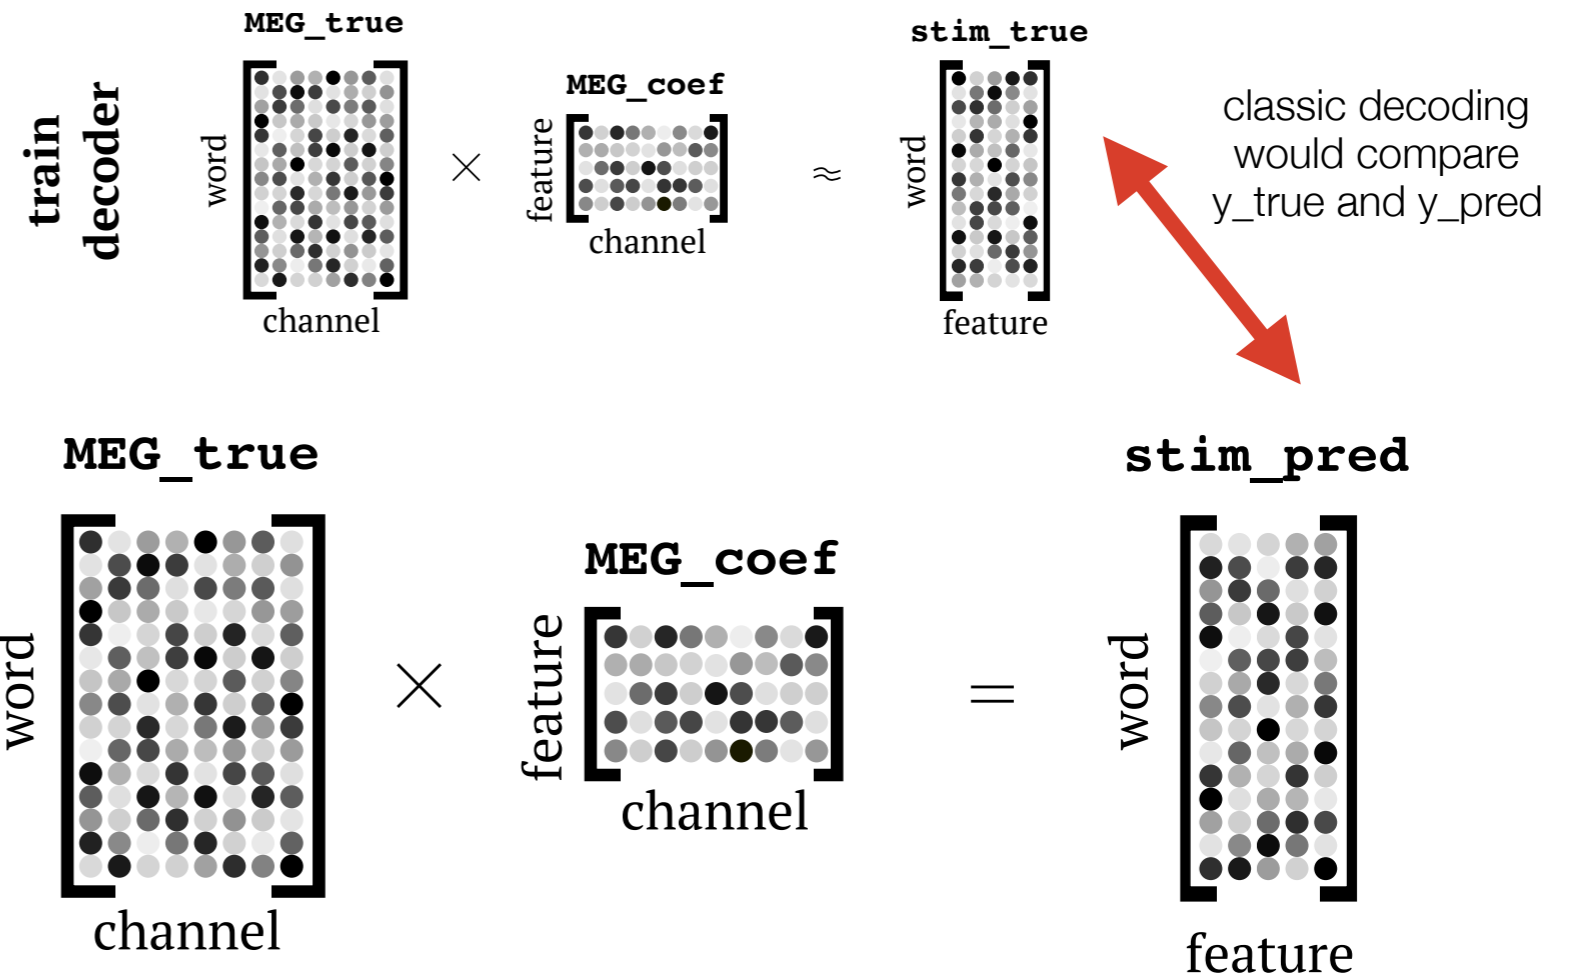 MEG_true
stim_true
MEG_coef
train
decoder
word
×
feature
≈
word
classic decoding
would compare
y_true and y_pred
channel
channel
feature
MEG_true
stim_pred
MEG_coef
word
×
feature
=
word
channel
channel
feature